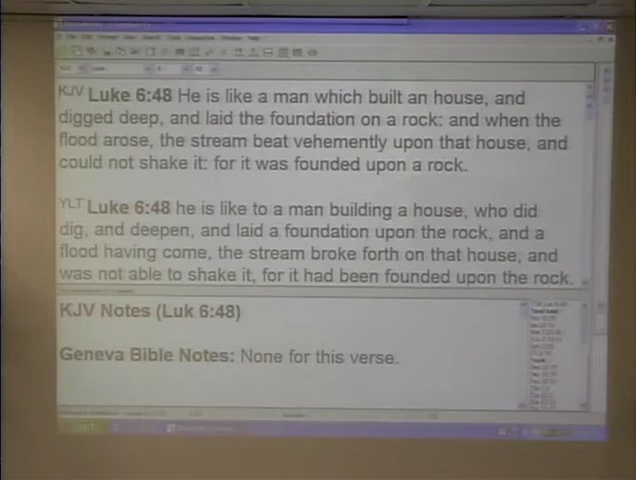 KJV Luke 6:48 He is like a man which built an house, and
digged deep, and laid the foundation on a rock: and when the
flood arose, the stream beat vehemently upon that house, and
could not shake it: for it was founded upon a rock.
YLT Luke 6:48 he is like to a man building a house, who did
dig, and deepen, and laid a foundation upon the rock, and a
flood having come, the stream broke forth on that house, and
was not able to shake it, for it had been founded upon the rock.
KJV Notes (Luk 6:48)
Geneva Bible Notes: None for this verse.